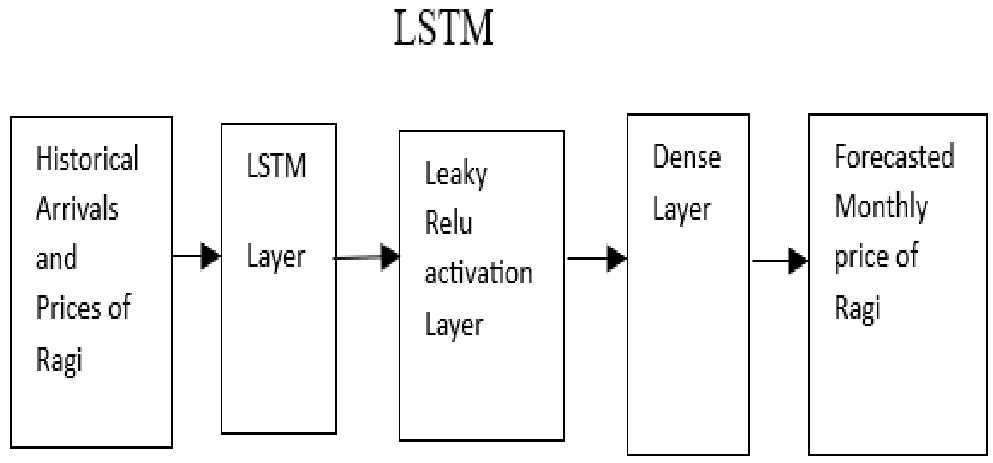 LSTM
Historical
Arrivals
and
Prices of
Ragi
LSTM
Layer
Leaky
Relu
activation
Layer
Dense
Layer
Forecasted
Monthly
price of
Ragi